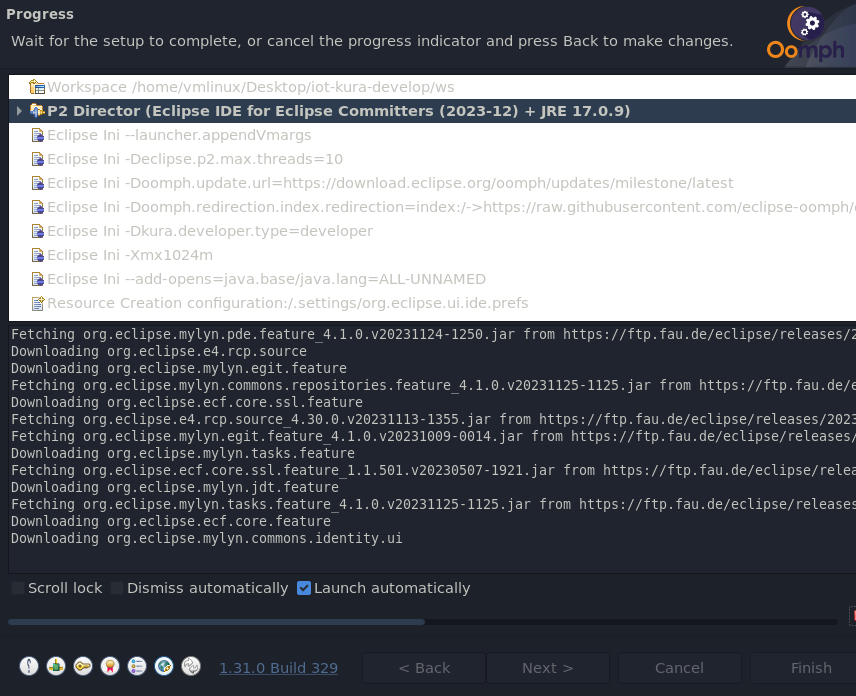 Progress
Wait for the setup to complete, or cancel the progress indicator and press Back to make changes.
Oomph
Workspace /home/vmlinux/Desktop/iot-kura-develop/ws
P2 Director (Eclipse IDE for Eclipse Committers (2023-12) + JRE 17.0.9)
Eclipse Ini --launcher.appendVmargs
Eclipse Ini -Declipse.p2.max.threads=10
Eclipse Ini -Doomph.update.url=https://download.eclipse.org/oomph/updates/milestone/latest
Eclipse Ini -Doomph.redirection.index.redirection=index:/->https://raw.githubusercontent.com/eclipse-oomph/
Eclipse Ini -Dkura.developer.type=developer
Eclipse Ini -Xmx1024m
Eclipse Ini --add-opens=java.base/java.lang=ALL-UNNAMED
Resource Creation configuration:/.settings/org.eclipse.ui.ide.prefs
Fetching org.eclipse.mylyn.pde.feature_4.1.0.v20231124-1250.jar from https://ftp.fau.de/eclipse/releases/2
Downloading org.eclipse.e4.rcp.source
Downloading org.eclipse.mylyn.egit.feature
Fetching org.eclipse.mylyn.commons.repositories.feature_4.1.0.v20231125-1125.jar from https://ftp.fau.de/e
Downloading org.eclipse.ecf.core.ssl.feature
Fetching org.eclipse.e4.rcp.source_4.30.0.v20231113-1355.jar from https://ftp.fau.de/eclipse/releases/2023
Fetching org.eclipse.mylyn.egit.feature_4.1.0.v20231009-0014.jar from https://ftp.fau.de/eclipse/releases/
Downloading org.eclipse.mylyn.tasks.feature
Fetching org.eclipse.ecf.core.ssl.feature_1.1.501.v20230507-1921.jar from https://ftp.fau.de/eclipse/relea
Downloading org.eclipse.mylyn.jdt.feature
Fetching org.eclipse.mylyn.tasks.feature_4.1.0.v20231125-1125.jar from https://ftp.fau.de/eclipse/releases
Downloading org.eclipse.ecf.core.feature
Downloading org.eclipse.mylyn.commons.identity.ui
Scroll lock Dismiss automatically Launch automatically
1.31.0 Build 329 < Back Next > Cancel Finish